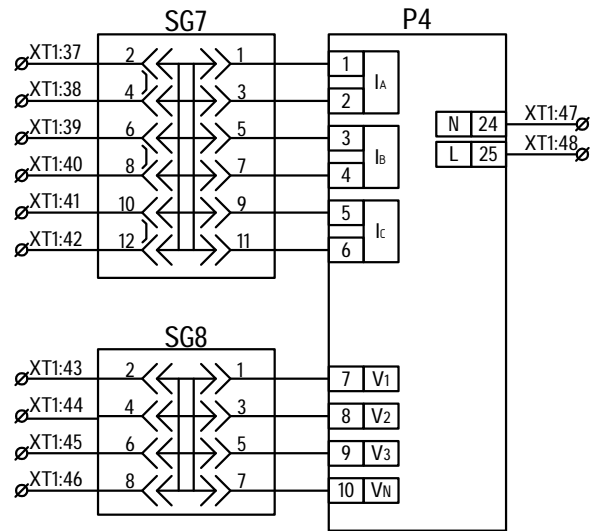 SG7 P4
XT1:37 2 1 1 IA
XT1:38 4 3 2
XT1:39 6 5 3 IB N 24 XT1:47
XT1:40 8 7 4 L 25 XT1:48
XT1:41 10 9 5 IC
XT1:42 12 11 6
SG8
XT1:43 2 1 7 V1
XT1:44 4 3 8 V2
XT1:45 6 5 9 V3
XT1:46 8 7 10 VN